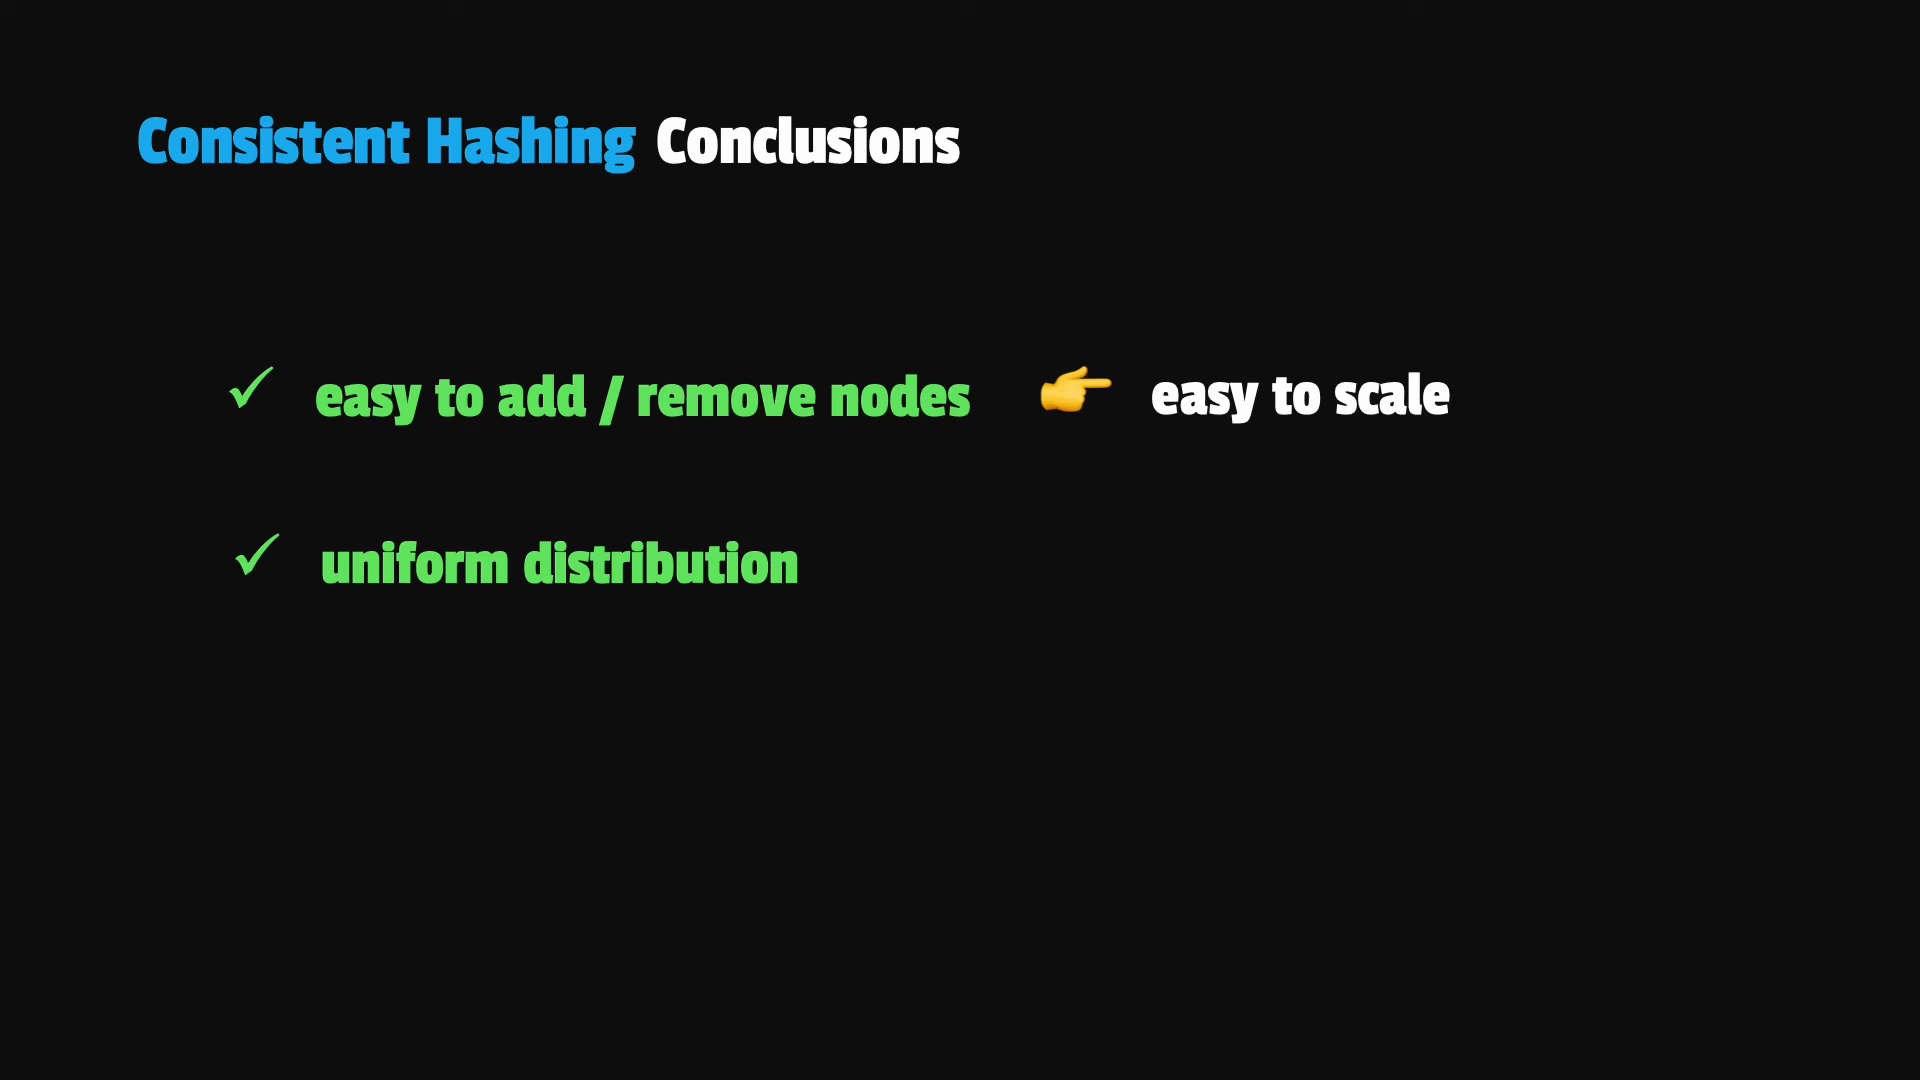 Consistent Hashing Conclusions
✓ easy to add / remove nodes 👉 easy to scale
✓ uniform distribution